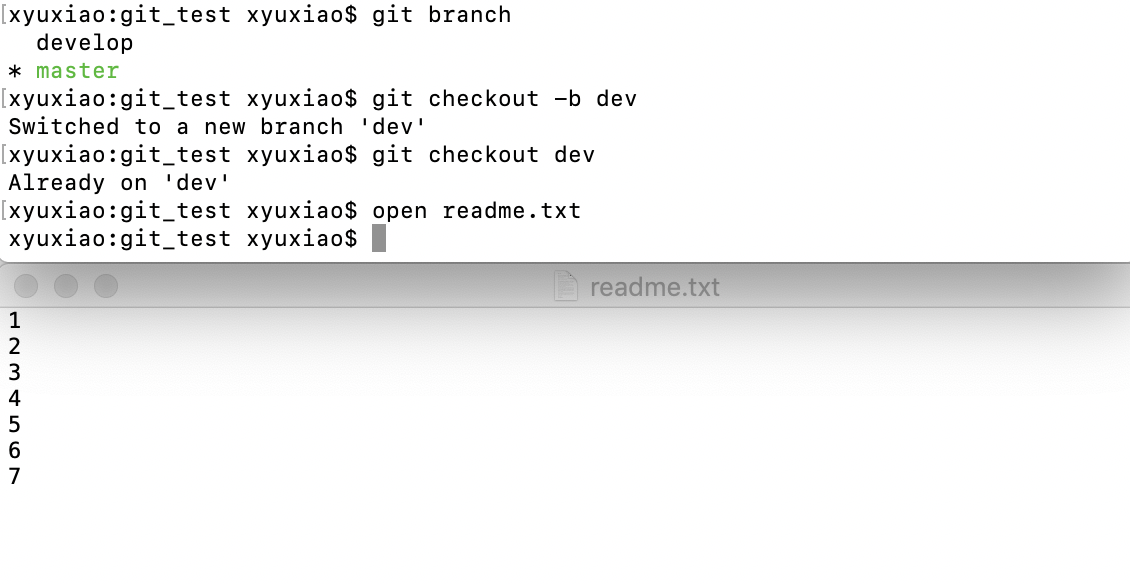 [xyuxiao:git_test xyuxiao$ git branch
  develop
* master
[xyuxiao:git_test xyuxiao$ git checkout -b dev
Switched to a new branch 'dev'
[xyuxiao:git_test xyuxiao$ git checkout dev
Already on 'dev'
[xyuxiao:git_test xyuxiao$ open readme.txt
xyuxiao:git_test xyuxiao$
readme.txt
1
2
3
4
5
6
7